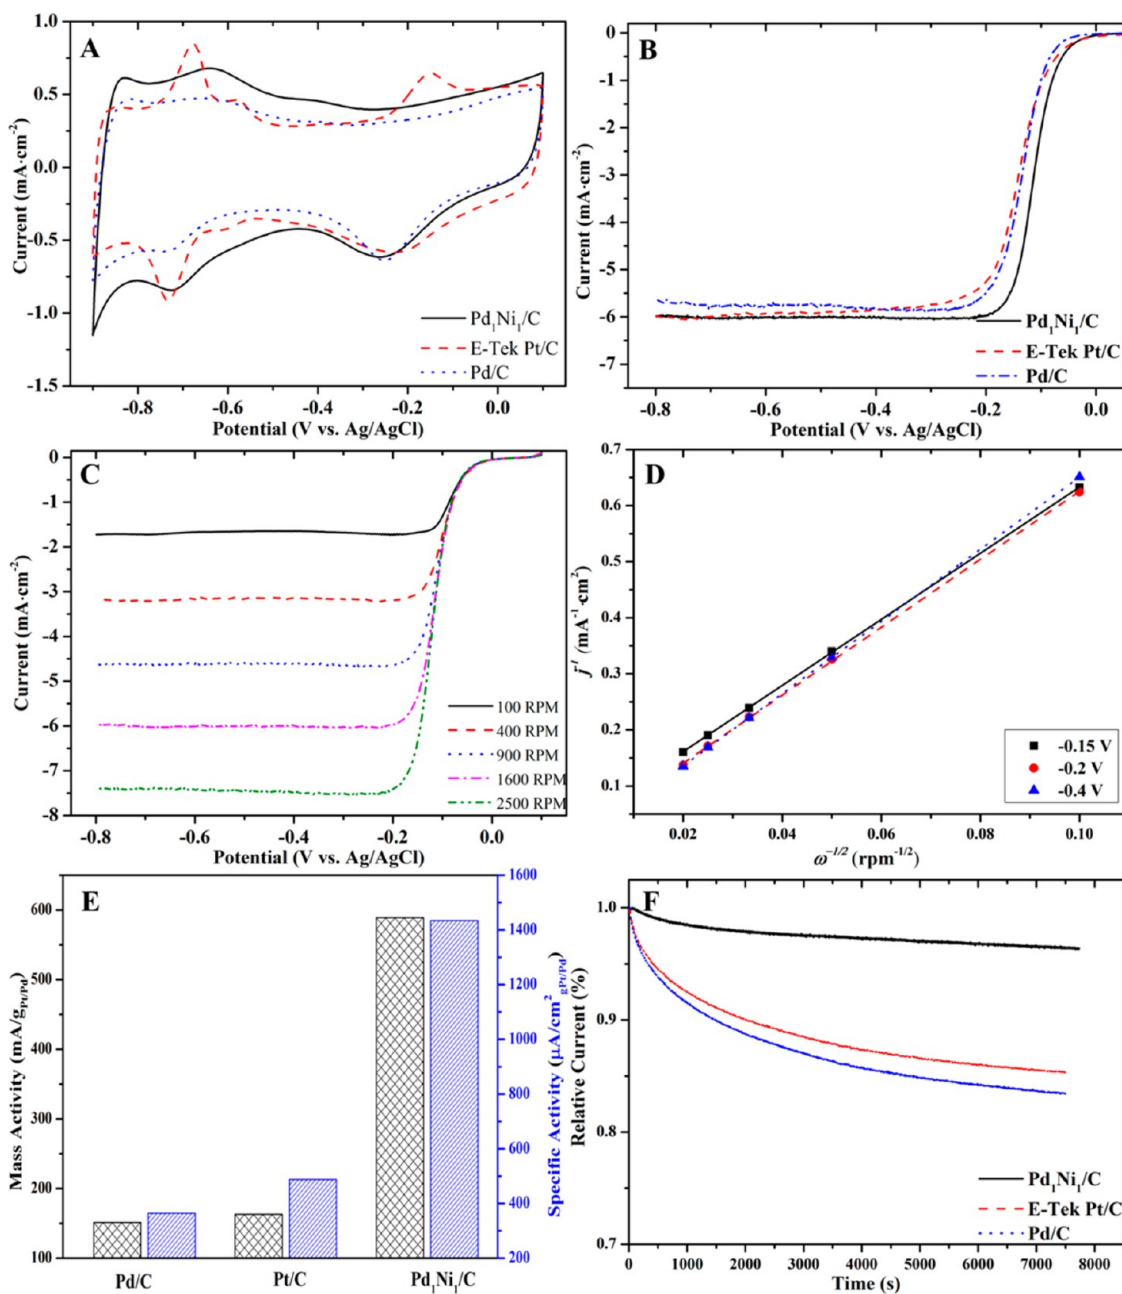 A
1.0
0.5
0.0
-0.5
-1.0
-1.5
Current (mA·cm⁻²)
-0.8 -0.6 -0.4 -0.2 0.0
Potential (V vs. Ag/AgCl)
Pd₁Ni₁/C
E-Tek Pt/C
Pd/C
B
0
-1
-2
-3
-4
-5
-6
-7
Current (mA·cm⁻²)
-0.8 -0.6 -0.4 -0.2 0.0
Potential (V vs. Ag/AgCl)
Pd₁Ni₁/C
E-Tek Pt/C
Pd/C
C
0
-1
-2
-3
-4
-5
-6
-7
-8
Current (mA·cm⁻²)
-0.8 -0.6 -0.4 -0.2 0.0
Potential (V vs. Ag/AgCl)
100 RPM
400 RPM
900 RPM
1600 RPM
2500 RPM
D
0.7
0.6
0.5
0.4
0.3
0.2
0.1
j⁻¹ (mA⁻¹·cm²)
0.02 0.04 0.06 0.08 0.10
ω⁻¹/² (rpm⁻¹/²)
-0.15 V
-0.2 V
-0.4 V
E
600
550
500
450
400
350
300
250
200
150
100
Mass Activity (mA/g_Pt/Pd)
1600
1400
1200
1000
800
600
400
200
Specific Activity (μA/cm²_gPt/Pd)
Pd/C Pt/C Pd₁Ni₁/C
F
1.0
0.9
0.8
0.7
Relative Current (%)
0 1000 2000 3000 4000 5000 6000 7000 8000
Time (s)
Pd₁Ni₁/C
E-Tek Pt/C
Pd/C